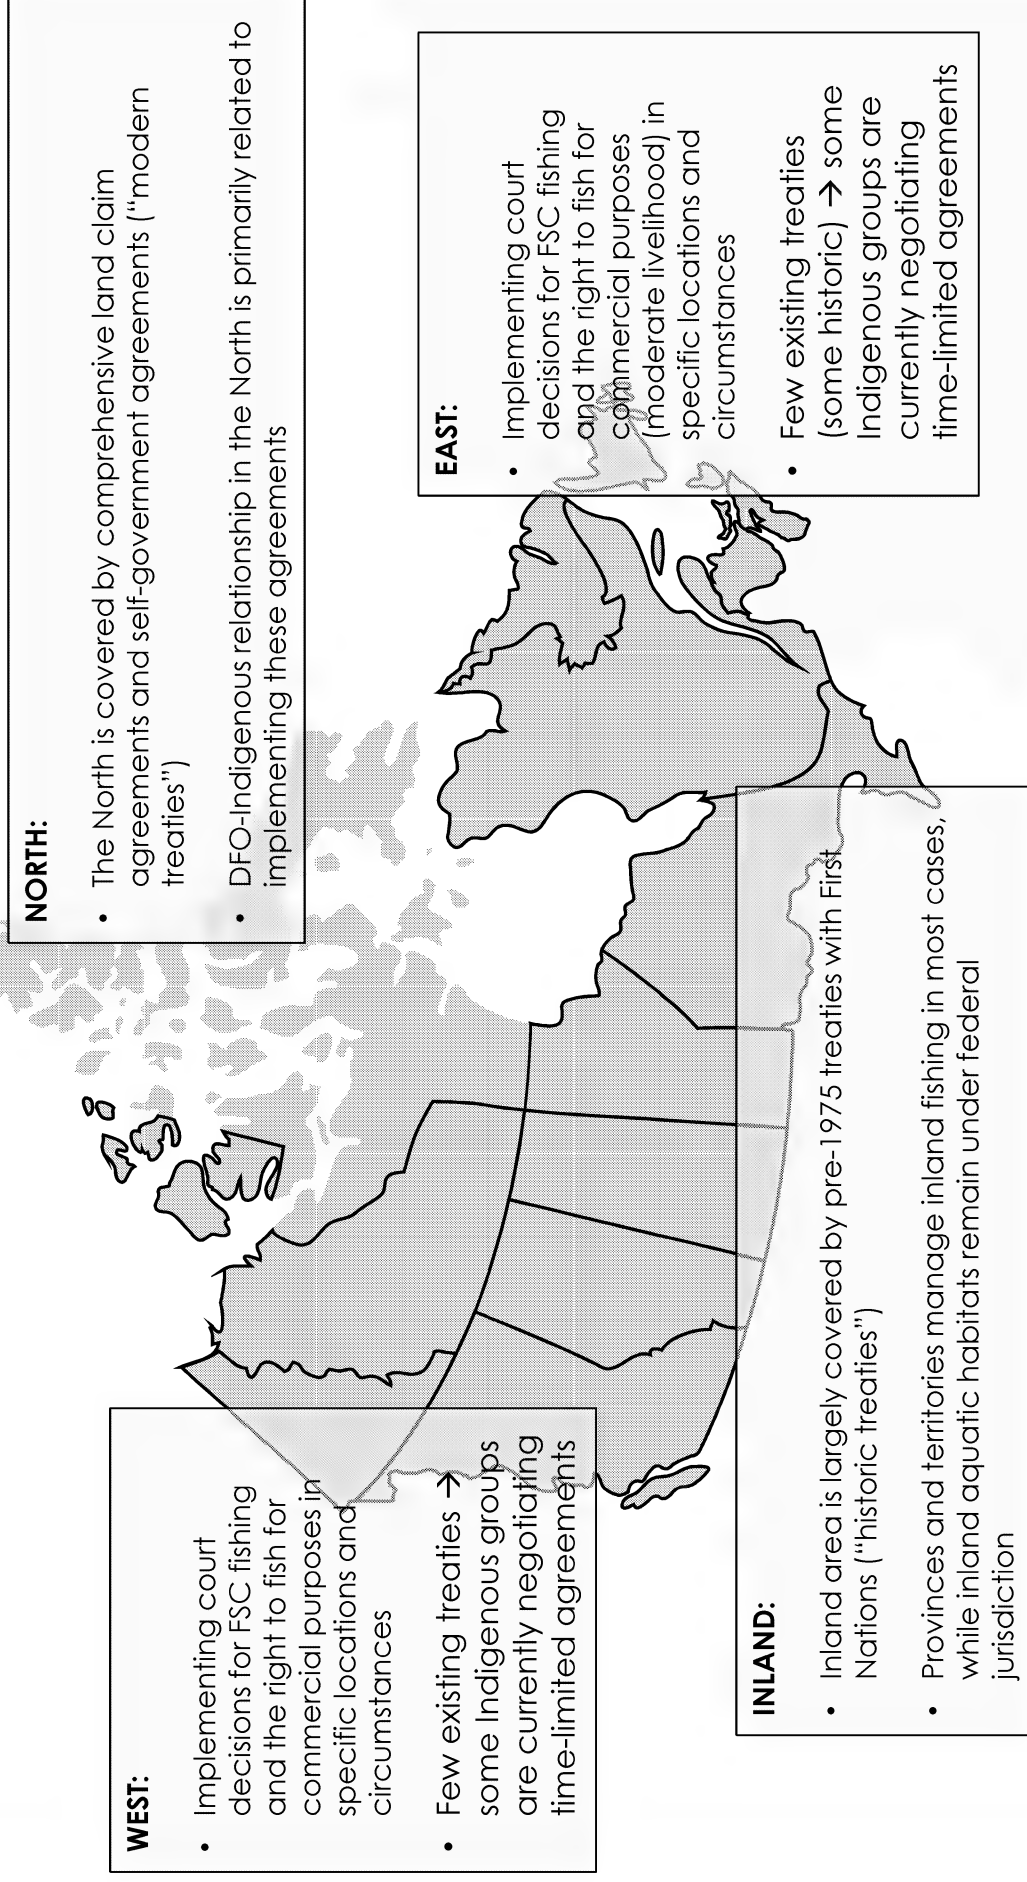 NORTH:
• The North is covered by comprehensive land claim
agreements and self-government agreements (“modern
treaties”)
• DFO-Indigenous relationship in the North is primarily related to
implementing these agreements
WEST:
• Implementing court
decisions for FSC fishing
and the right to fish for
commercial purposes in
specific locations and
circumstances
• Few existing treaties →
some Indigenous groups
are currently negotiating
time-limited agreements
EAST:
• Implementing court
decisions for FSC fishing
and the right to fish for
commercial purposes
(moderate livelihood) in
specific locations and
circumstances
• Few existing treaties
(some historic) → some
Indigenous groups are
currently negotiating
time-limited agreements
INLAND:
• Inland area is largely covered by pre-1975 treaties with First
Nations (“historic treaties”)
• Provinces and territories manage inland fishing in most cases,
while inland aquatic habitats remain under federal
jurisdiction